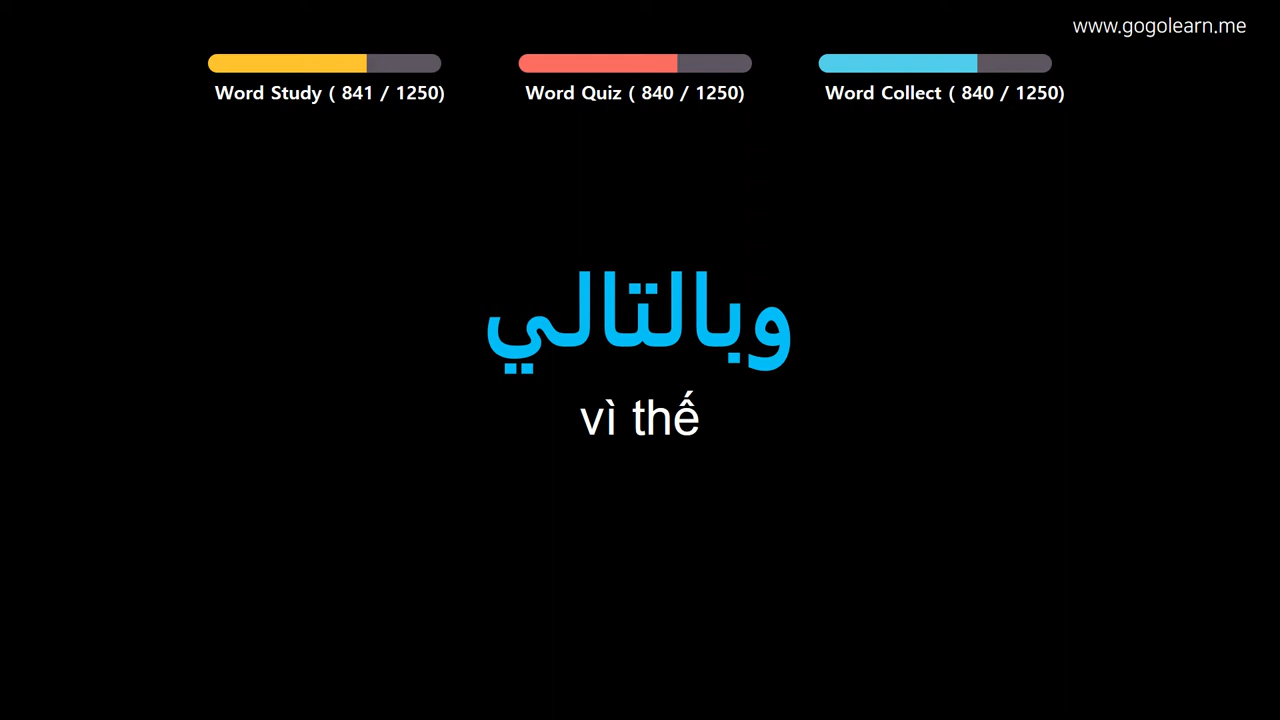 www.gogolearn.me
Word Study ( 841 / 1250)
Word Quiz ( 840 / 1250)
Word Collect ( 840 / 1250)
وبالتالي
vì thế